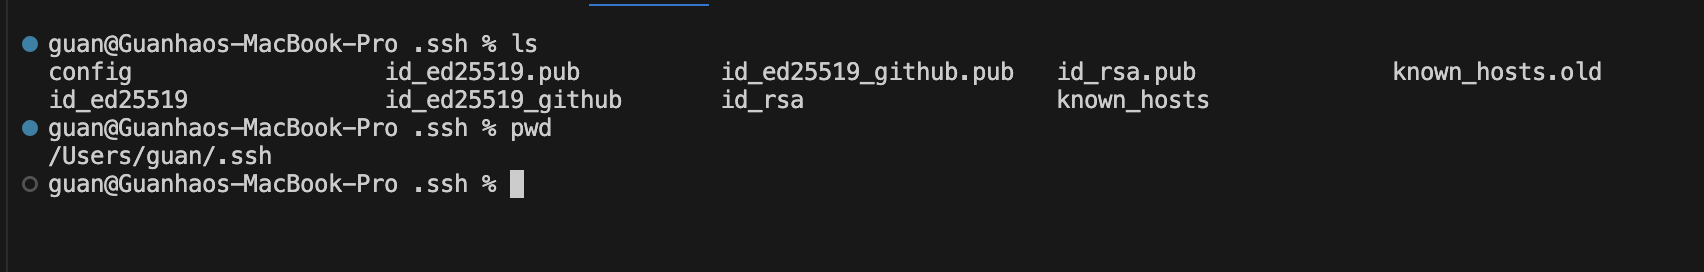 guan@Guanhaos-MacBook-Pro .ssh % ls
config id_ed25519.pub id_ed25519_github.pub id_rsa.pub known_hosts.old
id_ed25519 id_ed25519_github id_rsa known_hosts
guan@Guanhaos-MacBook-Pro .ssh % pwd
/Users/guan/.ssh
guan@Guanhaos-MacBook-Pro .ssh %